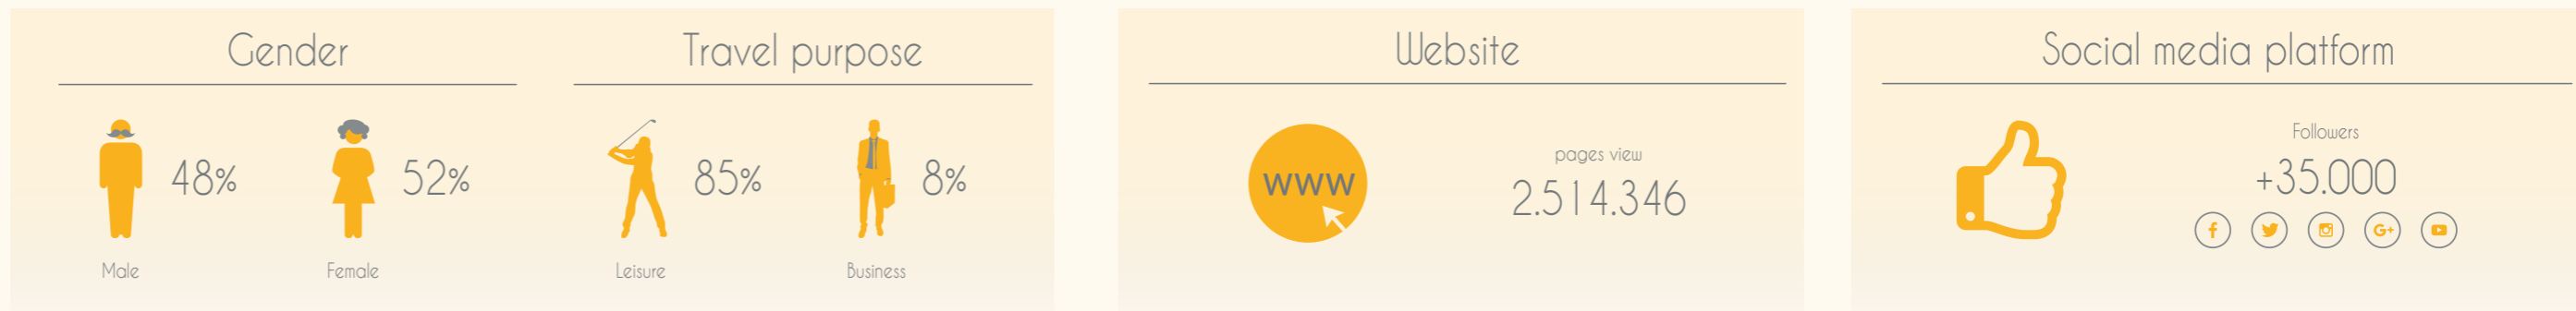 Gender
48%
52%
Male
Female
Travel purpose
85%
8%
Leisure
Business
Website
www
pages view
2.514.346
Social media platform
Followers
+35.000
f
G+